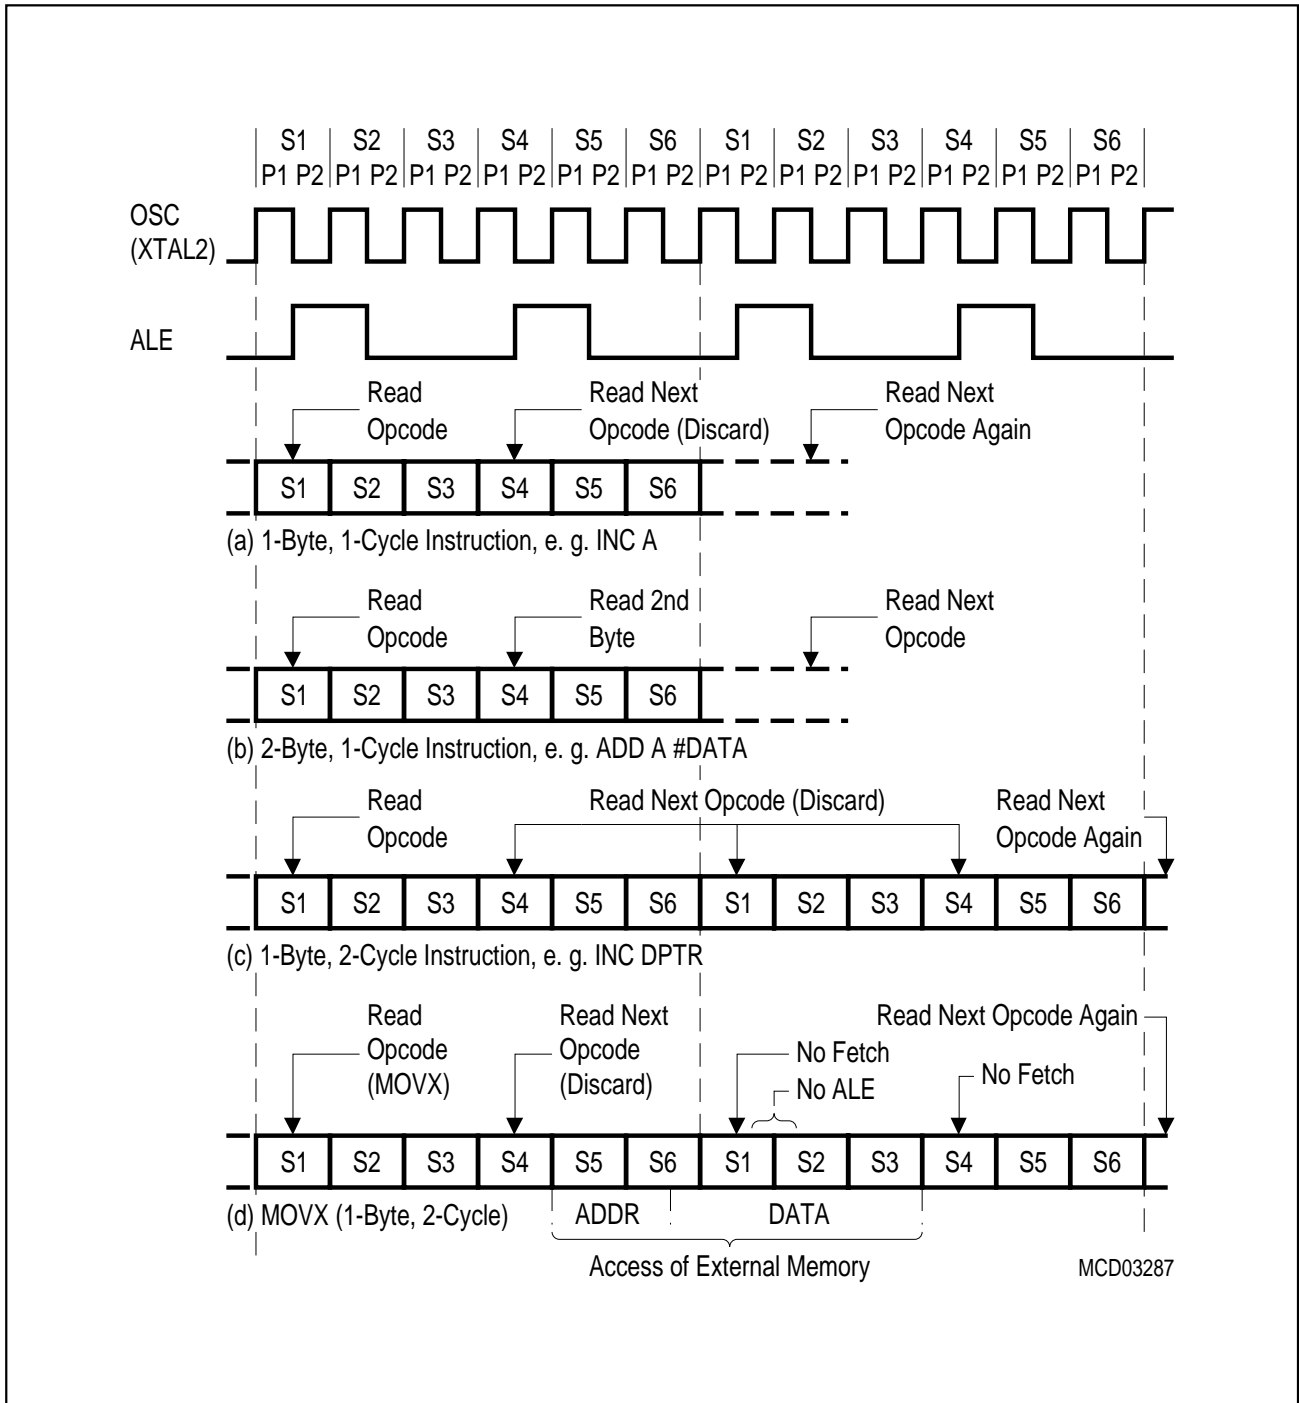 S1 S2 S3 S4 S5 S6 S1 S2 S3 S4 S5 S6
P1 P2 P1 P2 P1 P2 P1 P2 P1 P2 P1 P2 P1 P2 P1 P2 P1 P2 P1 P2 P1 P2 P1 P2
OSC
(XTAL2)
ALE
Read
Opcode
Read Next
Opcode (Discard)
Read Next
Opcode Again
S1 S2 S3 S4 S5 S6
(a) 1-Byte, 1-Cycle Instruction, e. g. INC A
Read
Opcode
Read 2nd
Byte
Read Next
Opcode
S1 S2 S3 S4 S5 S6
(b) 2-Byte, 1-Cycle Instruction, e. g. ADD A #DATA
Read
Opcode
Read Next Opcode (Discard)
Read Next
Opcode Again
S1 S2 S3 S4 S5 S6 S1 S2 S3 S4 S5 S6
(c) 1-Byte, 2-Cycle Instruction, e. g. INC DPTR
Read
Opcode
(MOVX)
Read Next
Opcode
(Discard)
No Fetch
No ALE
Read Next Opcode Again
No Fetch
S1 S2 S3 S4 S5 S6 S1 S2 S3 S4 S5 S6
(d) MOVX (1-Byte, 2-Cycle)
ADDR
DATA
Access of External Memory
MCD03287